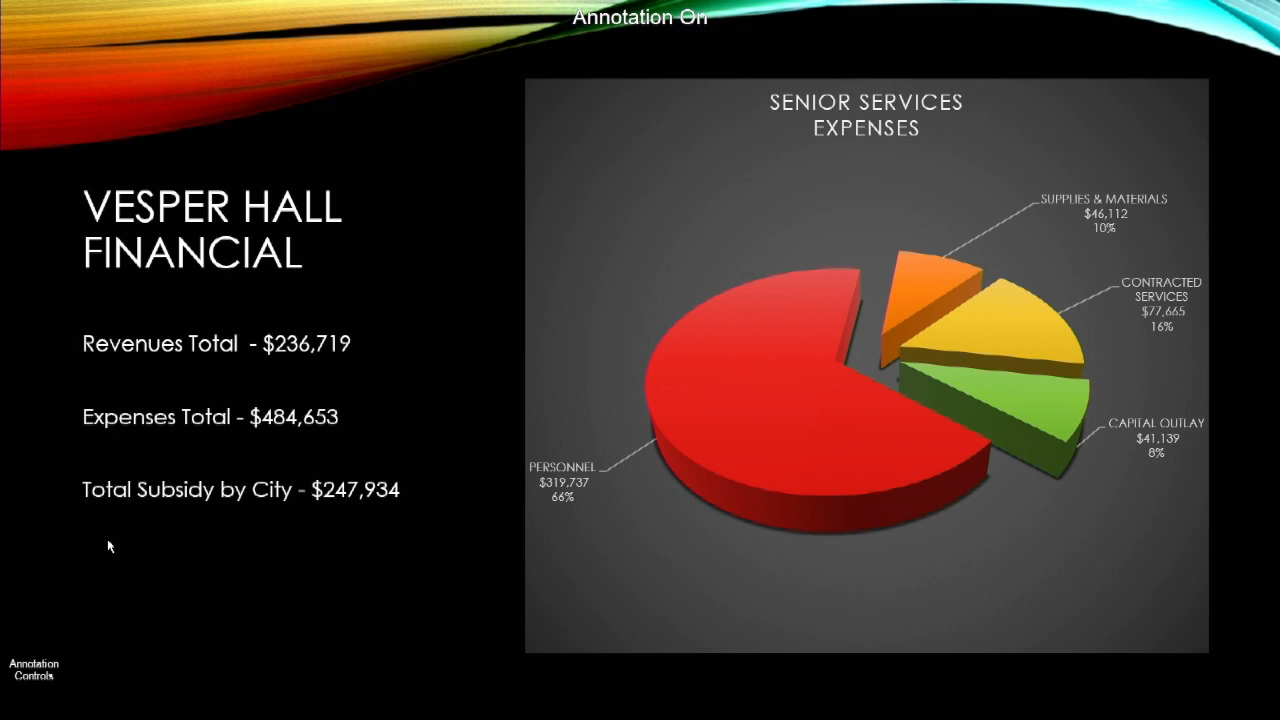 Annotation On
VESPER HALL
FINANCIAL
Revenues Total - $236,719
Expenses Total - $484,653
Total Subsidy by City - $247,934
SENIOR SERVICES
EXPENSES
SUPPLIES & MATERIALS
$46,112
10%
CONTRACTED
SERVICES
$77,665
16%
CAPITAL OUTLAY
$41,139
8%
PERSONNEL
$319,737
66%
Annotation
Controls